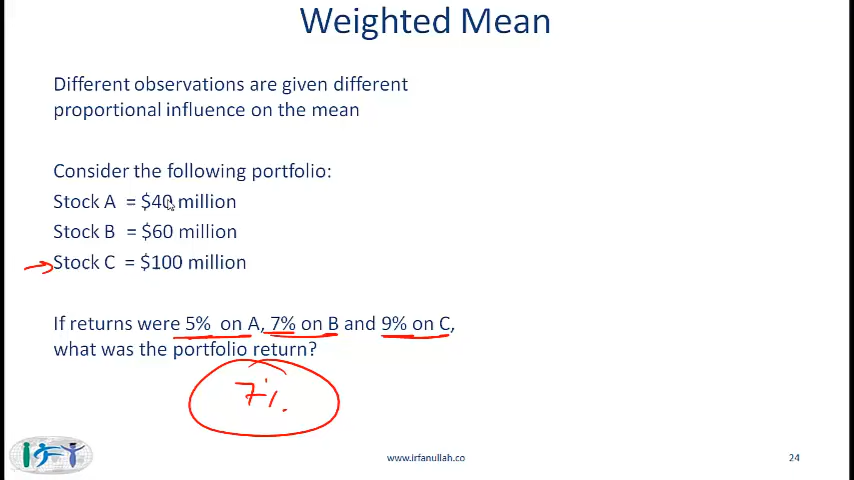 Weighted Mean
Different observations are given different
proportional influence on the mean
Consider the following portfolio:
Stock A = $40 million
Stock B = $60 million
Stock C = $100 million
If returns were 5% on A, 7% on B and 9% on C,
what was the portfolio return?
7%
www.irfanullah.co
24